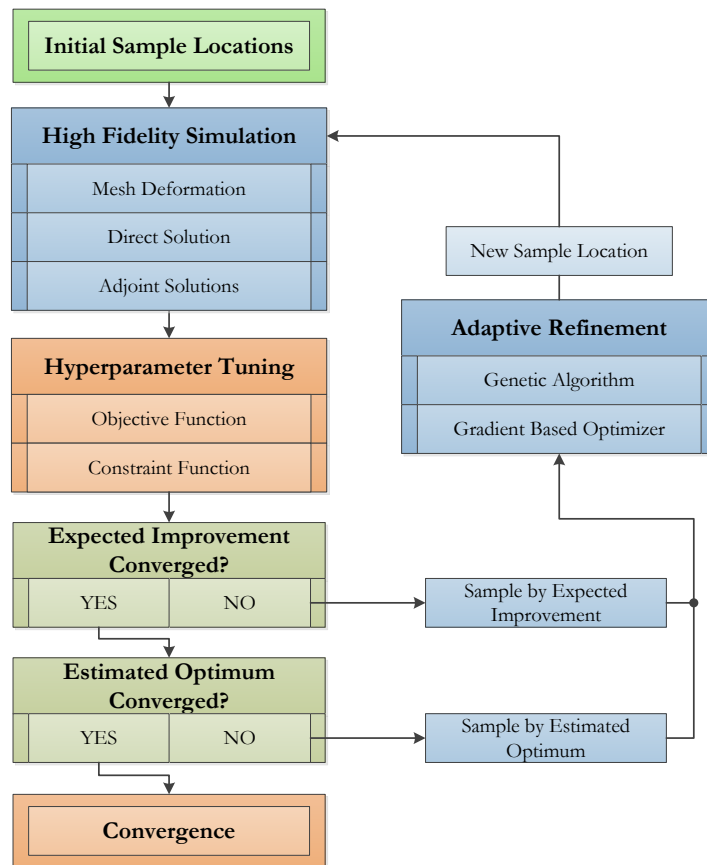 Initial Sample Locations
High Fidelity Simulation
Mesh Deformation
Direct Solution
Adjoint Solutions
New Sample Location
Adaptive Refinement
Genetic Algorithm
Gradient Based Optimizer
Hyperparameter Tuning
Objective Function
Constraint Function
Expected Improvement
Converged?
YES
NO
Sample by Expected
Improvement
Estimated Optimum
Converged?
YES
NO
Sample by Estimated
Optimum
Convergence